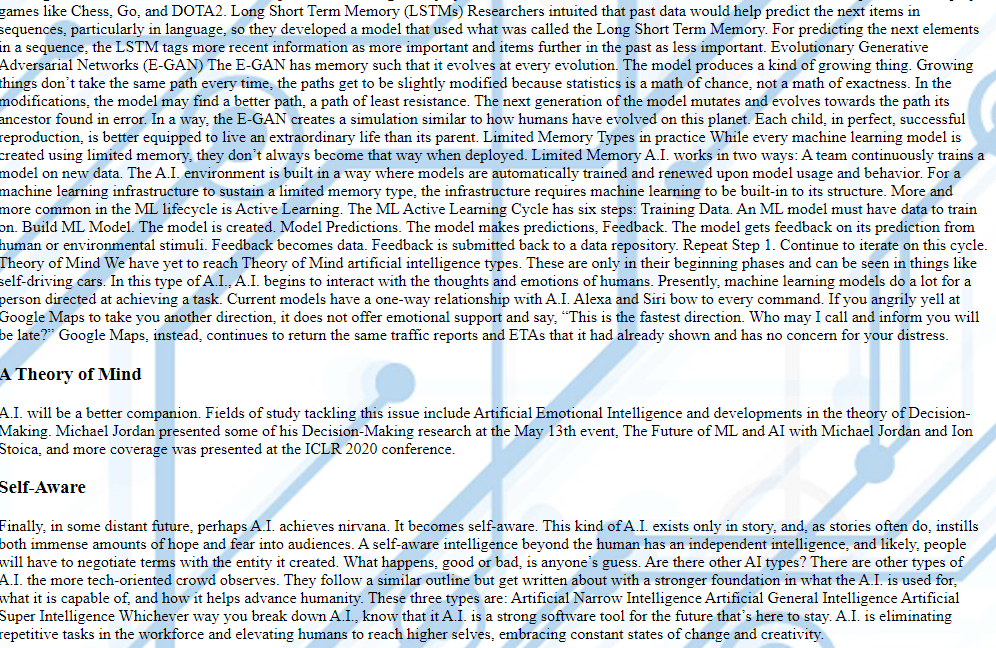 games like Chess, Go, and DOTA2. Long Short Term Memory (LSTMs) Researchers intuited that past data would help predict the next items in
sequences, particularly in language, so they developed a model that used what was called the Long Short Term Memory. For predicting the next elements
in a sequence, the LSTM tags more recent information as more important and items further in the past as less important. Evolutionary Generative
Adversarial Networks (E-GAN) The E-GAN has memory such that it evolves at every evolution. The model produces a kind of growing thing. Growing
things don't take the same path every time, the paths get to be slightly modified because statistics is a math of chance, not a math of exactness. In the
modifications, the model may find a better path, a path of least resistance. The next generation of the model mutates and evolves towards the path its
ancestor found in error. In a way, the E-GAN creates a simulation similar to how humans have evolved on this planet. Each child, in perfect, successful
reproduction, is better equipped to live an extraordinary life than its parent. Limited Memory Types in practice While every machine learning model is
created using limited memory, they don't always become that way when deployed. Limited Memory A.I. works in two ways: A team continuously trains a
model on new data. The A.I. environment is built in a way where models are automatically trained and renewed upon model usage and behavior. For a
machine learning infrastructure to sustain a limited memory type, the infrastructure requires machine learning to be built-in to its structure. More and
more common in the ML lifecycle is Active Learning. The ML Active Learning Cycle has six steps: Training Data. An ML model must have data to train
on. Build ML Model. The model is created. Model Predictions. The model makes predictions, Feedback. The model gets feedback on its prediction from
human or environmental stimuli. Feedback becomes data. Feedback is submitted back to a data repository. Repeat Step 1. Continue to iterate on this cycle.
Theory of Mind We have yet to reach Theory of Mind artificial intelligence types. These are only in their beginning phases and can be seen in things like
self-driving cars. In this type of A.I., A.I. begins to interact with the thoughts and emotions of humans. Presently, machine learning models do a lot for a
person directed at achieving a task. Current models have a one-way relationship with A.I. Alexa and Siri bow to every command. If you angrily yell at
Google Maps to take you another direction, it does not offer emotional support and say, “This is the fastest direction. Who may I call and inform you will
be late?” Google Maps, instead, continues to return the same traffic reports and ETAs that it had already shown and has no concern for your distress.
A Theory of Mind
A.I. will be a better companion. Fields of study tackling this issue include Artificial Emotional Intelligence and developments in the theory of Decision-
Making. Michael Jordan presented some of his Decision-Making research at the May 13th event, The Future of ML and AI with Michael Jordan and Ion
Stoica, and more coverage was presented at the ICLR 2020 conference.
Self-Aware
Finally, in some distant future, perhaps A.I. achieves nirvana. It becomes self-aware. This kind of A.I. exists only in story, and, as stories often do, instills
both immense amounts of hope and fear into audiences. A self-aware intelligence beyond the human has an independent intelligence, and likely, people
will have to negotiate terms with the entity it created. What happens, good or bad, is anyone's guess. Are there other AI types? There are other types of
A.I. the more tech-oriented crowd observes. They follow a similar outline but get written about with a stronger foundation in what the A.I. is used for,
what it is capable of, and how it helps advance humanity. These three types are: Artificial Narrow Intelligence Artificial General Intelligence Artificial
Super Intelligence Whichever way you break down A.I., know that it A.I. is a strong software tool for the future that's here to stay. A.I. is eliminating
repetitive tasks in the workforce and elevating humans to reach higher selves, embracing constant states of change and creativity.